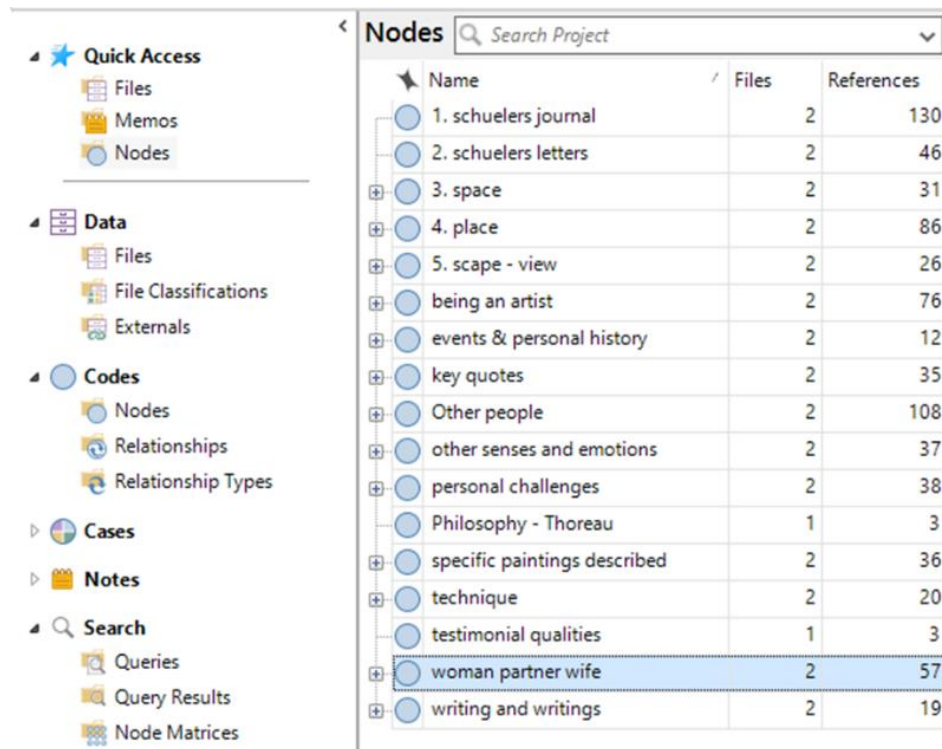 Quick Access
Files
Memos
Nodes
Data
Files
File Classifications
Externals
Codes
Nodes
Relationships
Relationship Types
Cases
Notes
Search
Queries
Query Results
Node Matrices
Nodes Search Project
Name Files References
1. schuelers journal 2 130
2. schuelers letters 2 46
3. space 2 31
4. place 2 86
5. scape - view 2 26
being an artist 2 76
events & personal history 2 12
key quotes 2 35
Other people 2 108
other senses and emotions 2 37
personal challenges 2 38
Philosophy - Thoreau 1 3
specific paintings described 2 36
technique 2 20
testimonial qualities 1 3
woman partner wife 2 57
writing and writings 2 19